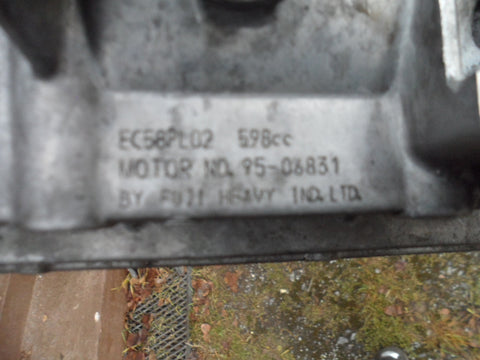 EC58PL02 598cc
MOTOR NO. 95-06831
BY FUJI HEAVY IND. LTD.